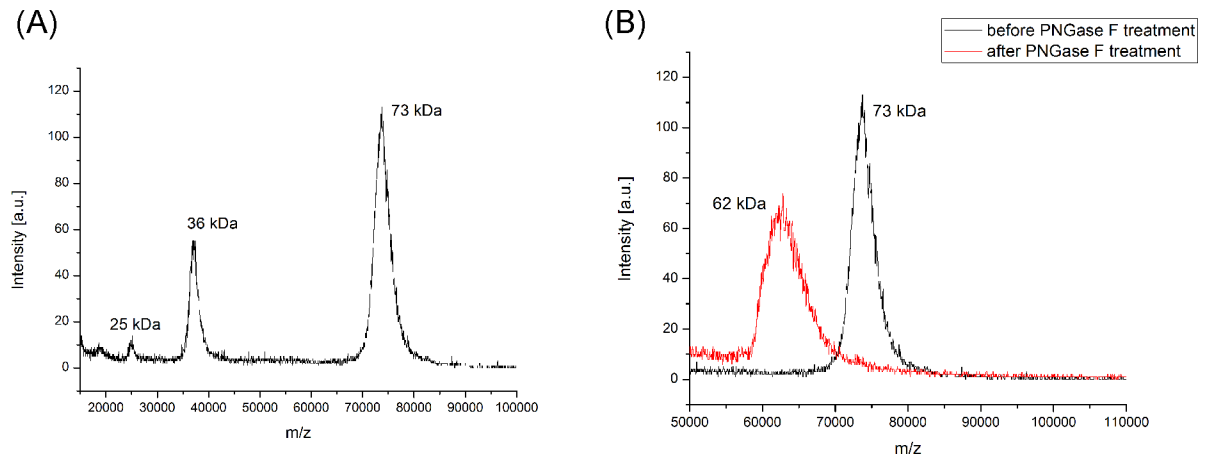 (A)
73 kDa
36 kDa
25 kDa
Intensity [a.u.]
120
100
80
60
40
20
0
20000 30000 40000 50000 60000 70000 80000 90000 100000
m/z
(B)
before PNGase F treatment
after PNGase F treatment
73 kDa
62 kDa
Intensity [a.u.]
120
100
80
60
40
20
0
50000 60000 70000 80000 90000 100000 110000
m/z